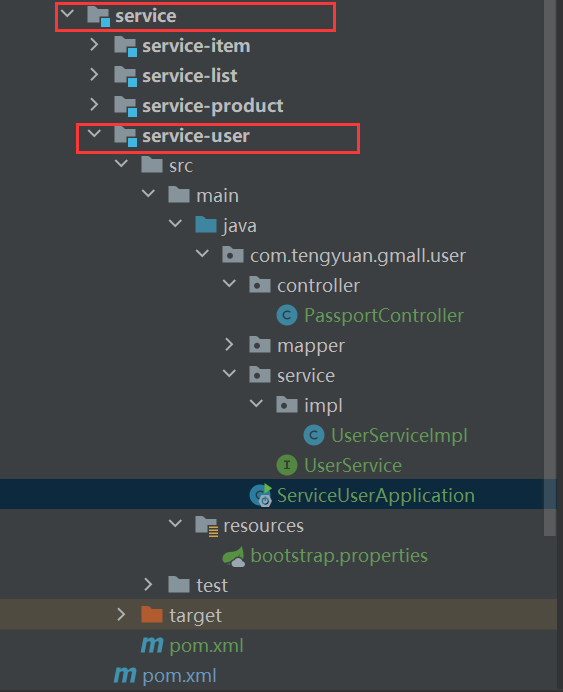 service
service-item
service-list
service-product
service-user
src
main
java
com.tengyuan.gmall.user
controller
PassportController
mapper
service
impl
UserServiceImpl
UserService
ServiceUserApplication
resources
bootstrap.properties
test
target
pom.xml
pom.xml